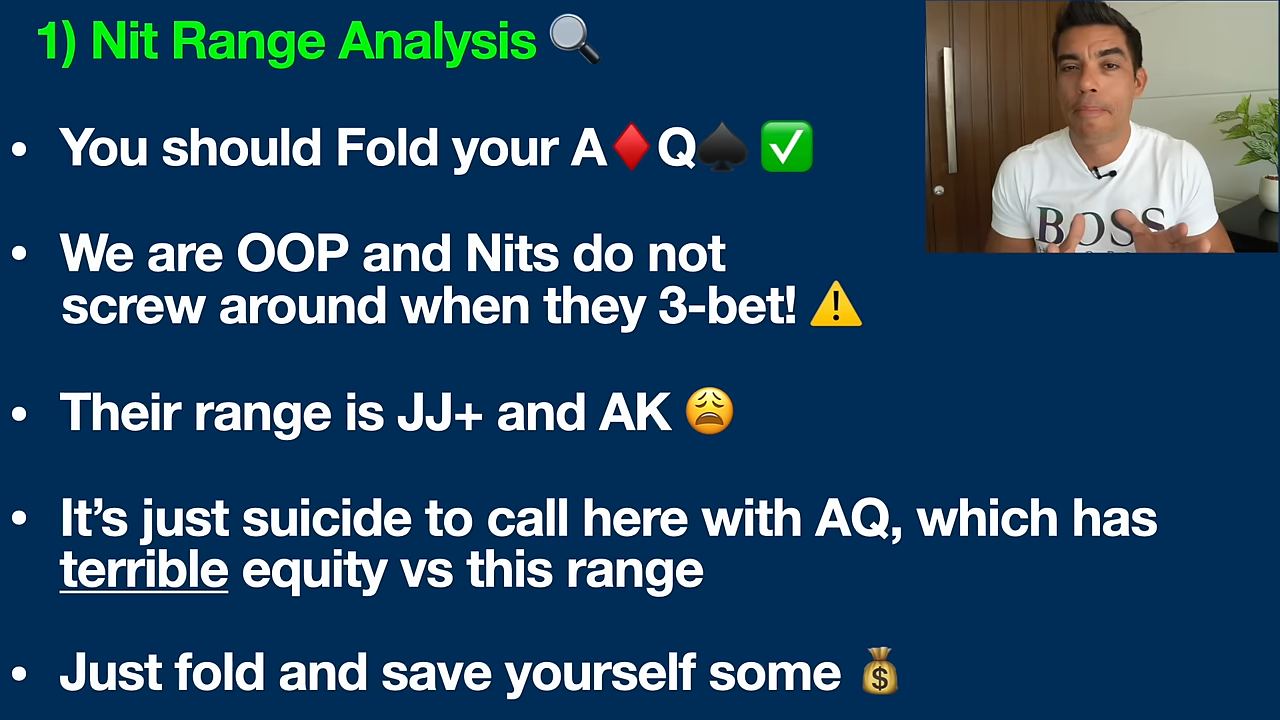 1) Nit Range Analysis 🔍
• You should Fold your A♦️Q♠️ ✅
• We are OOP and Nits do not
screw around when they 3-bet! ⚠️
• Their range is JJ+ and AK 😩
• It’s just suicide to call here with AQ, which has
terrible equity vs this range
• Just fold and save yourself some 💰
BOSS